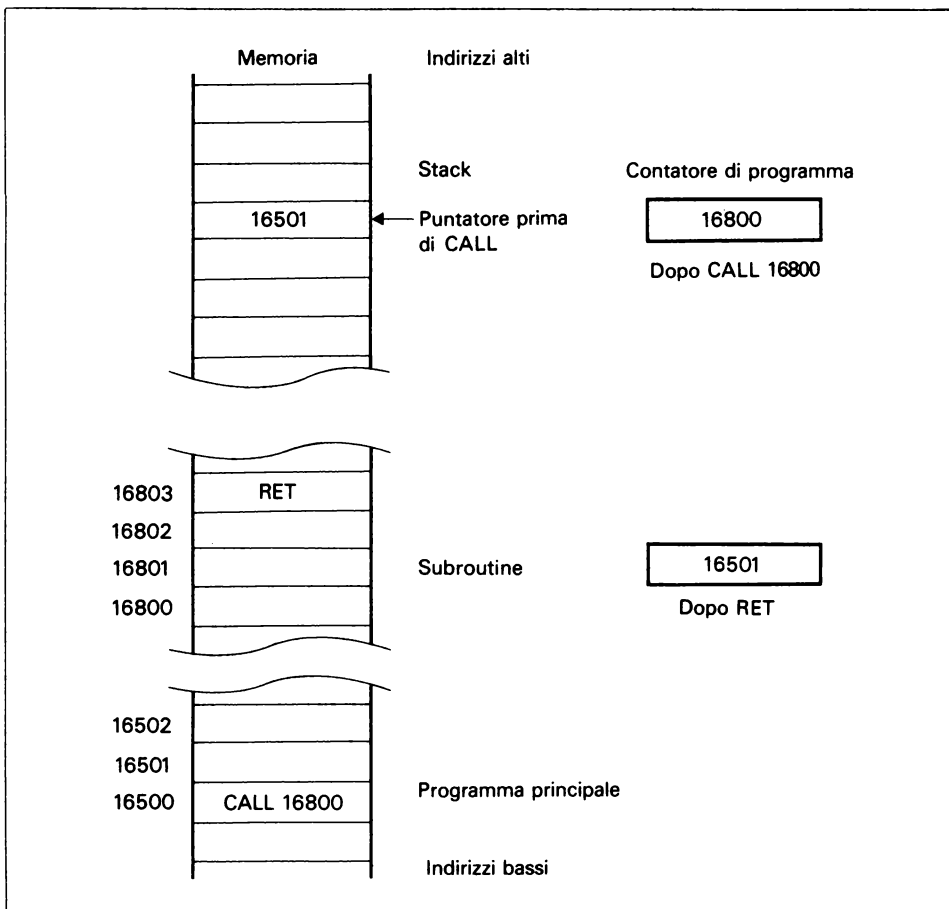 Memoria
Indirizzi alti
Stack
Contatore di programma
16501
Puntatore prima
di CALL
16800
Dopo CALL 16800
16803
RET
16802
16801
Subroutine
16501
16800
Dopo RET
16502
16501
16500
CALL 16800
Programma principale
Indirizzi bassi